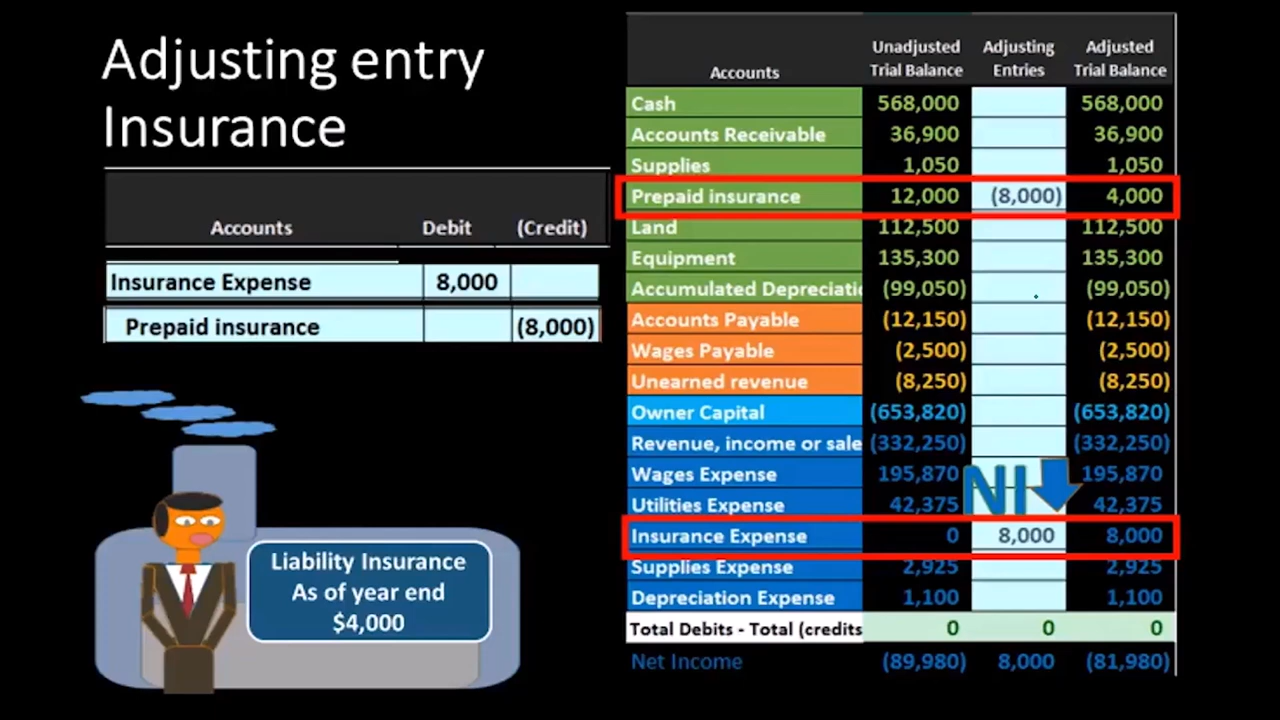 Adjusting entry
Insurance
Accounts Debit (Credit)
Insurance Expense 8,000
Prepaid insurance (8,000)
Liability Insurance
As of year end
$4,000
Unadjusted Adjusting Adjusted
Accounts Trial Balance Entries Trial Balance
Cash 568,000 568,000
Accounts Receivable 36,900 36,900
Supplies 1,050 1,050
Prepaid insurance 12,000 (8,000) 4,000
Land 112,500 112,500
Equipment 135,300 135,300
Accumulated Depreciatio (99,050) (99,050)
Accounts Payable (12,150) (12,150)
Wages Payable (2,500) (2,500)
Unearned revenue (8,250) (8,250)
Owner Capital (653,820) (653,820)
Revenue, income or sale (332,250) (332,250)
Wages Expense 195,870 195,870
NI
Utilities Expense 42,375 42,375
Insurance Expense 0 8,000 8,000
Supplies Expense 2,925 2,925
Depreciation Expense 1,100 1,100
Total Debits - Total (credits 0 0 0
Net Income (89,980) 8,000 (81,980)